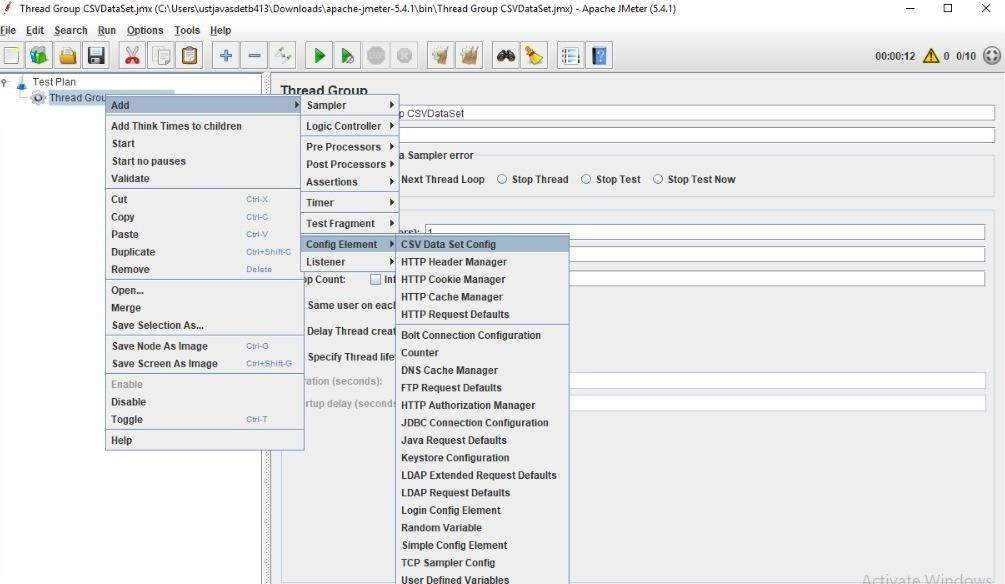 Thread Group CSVDataSet.jmx (C:\Users\ustjavasdetb413\Downloads\apache-jmeter-5.4.1\bin\Thread Group CSVDataSet.jmx) - Apache JMeter (5.4.1)
File Edit Search Run Options Tools Help
00:00:12 0 0/10
Test Plan
Thread Grou
Add
Add Think Times to children
Start
Start no pauses
Validate
Cut Ctrl-X
Copy Ctrl-C
Paste Ctrl-V
Duplicate Ctrl+Shift-C
Remove Delete
Open...
Merge
Save Selection As...
Save Node As Image Ctrl-G
Save Screen As Image Ctrl+Shift-G
Enable
Disable
Toggle Ctrl-T
Help
Sampler
Logic Controller
Pre Processors
Post Processors
Assertions
Timer
Test Fragment
Config Element
Listener
CSV Data Set Config
HTTP Header Manager
HTTP Cookie Manager
HTTP Cache Manager
HTTP Request Defaults
Bolt Connection Configuration
Counter
DNS Cache Manager
FTP Request Defaults
HTTP Authorization Manager
JDBC Connection Configuration
Java Request Defaults
Keystore Configuration
LDAP Extended Request Defaults
LDAP Request Defaults
Login Config Element
Random Variable
Simple Config Element
TCP Sampler Config
User Defined Variables
Thread Group
p CSVDataSet
a Sampler error
Next Thread Loop Stop Thread Stop Test Stop Test Now
ers): 1
op Count: Inf
Same user on each
Delay Thread creat
Specify Thread life
ration (seconds):
rtup delay (seconds
Activate Windows